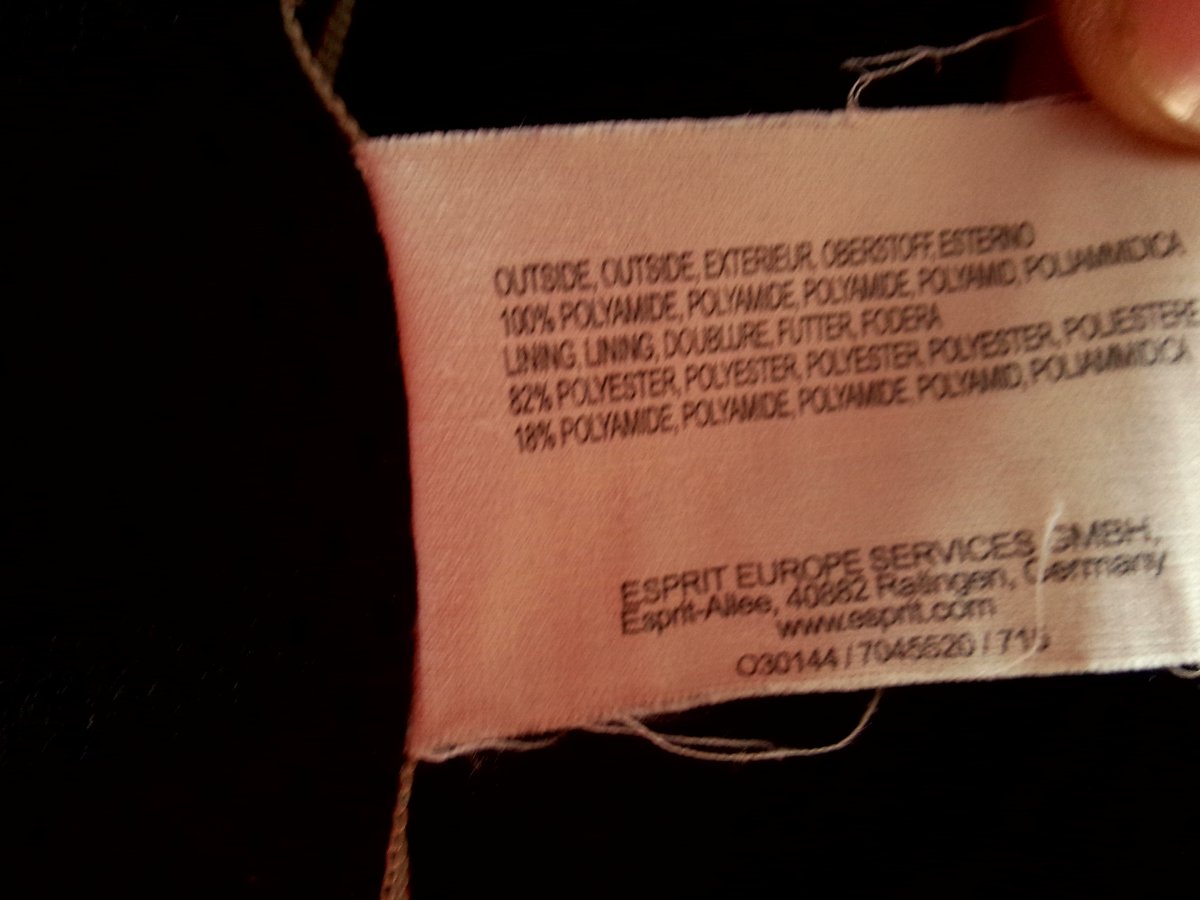 OUTSIDE, OUTSIDE, EXTERIEUR, OBERSTOFF, ESTERNO
100% POLYAMIDE, POLYAMIDE, POLYAMIDE, POLYAMID, POLIAMMIDICA
LINING, LINING, DOUBLURE, FUTTER, FODERA
82% POLYESTER, POLYESTER, POLYESTER, POLYESTER, POLIESTERE
18% POLYAMIDE, POLYAMIDE, POLYAMIDE, POLYAMID, POLIAMMIDICA
ESPRIT EUROPE SERVICES GMBH,
Esprit-Allee, 40882 Ratingen, Germany
www.esprit.com
O30144 / 7045520 /